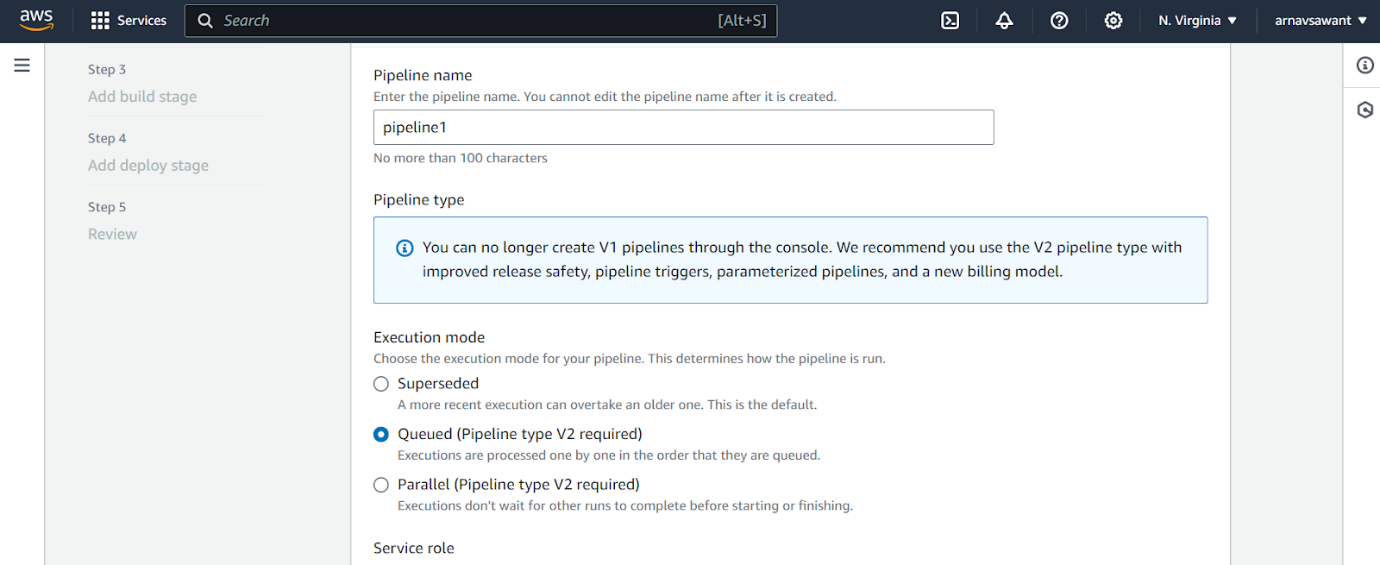 aws
Services
Search
[Alt+S]
N. Virginia
arnavsawant
Step 3
Add build stage
Step 4
Add deploy stage
Step 5
Review
Pipeline name
Enter the pipeline name. You cannot edit the pipeline name after it is created.
pipeline1
No more than 100 characters
Pipeline type
You can no longer create V1 pipelines through the console. We recommend you use the V2 pipeline type with
improved release safety, pipeline triggers, parameterized pipelines, and a new billing model.
Execution mode
Choose the execution mode for your pipeline. This determines how the pipeline is run.
Superseded
A more recent execution can overtake an older one. This is the default.
Queued (Pipeline type V2 required)
Executions are processed one by one in the order that they are queued.
Parallel (Pipeline type V2 required)
Executions don't wait for other runs to complete before starting or finishing.
Service role